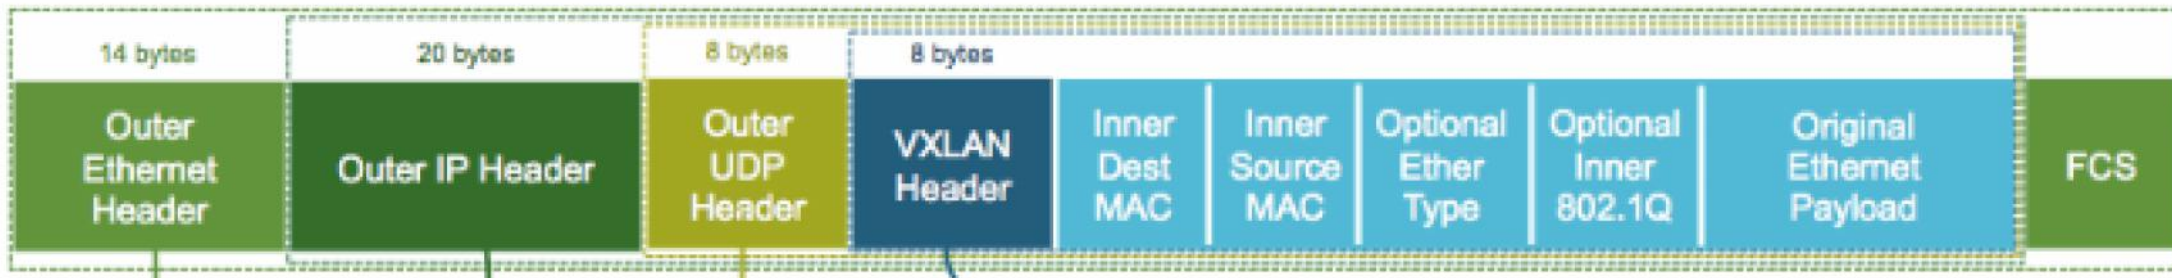 14 bytes
20 bytes
8 bytes
8 bytes
Outer
Ethernet
Header
Outer IP Header
Outer
UDP
Header
VXLAN
Header
Inner
Dest
MAC
Inner
Source
MAC
Optional
Ether
Type
Optional
Inner
802.1Q
Original
Ethernet
Payload
FCS